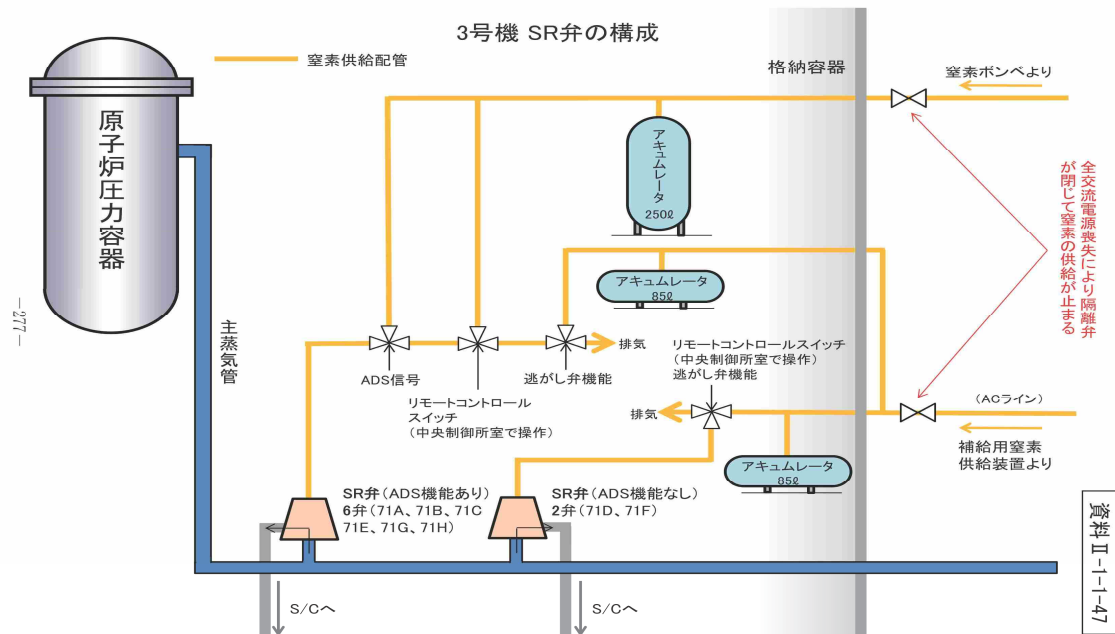 3号機 SR弁の構成
窒素供給配管
格納容器
窒素ボンベより
原子炉圧力容器
アキュムレータ
250ℓ
全交流電源喪失により隔離弁
が閉じて窒素の供給が止まる
アキュムレータ
85ℓ
－277－
主蒸気管
ADS信号
リモートコントロール
スイッチ
(中央制御所室で操作)
逃がし弁機能
排気
リモートコントロールスイッチ
(中央制御所室で操作)
逃がし弁機能
排気
(ACライン)
補給用窒素
供給装置より
アキュムレータ
85ℓ
SR弁(ADS機能あり)
6弁(71A、71B、71C
71E、71G、71H)
SR弁(ADS機能なし)
2弁(71D、71F)
S/Cへ
S/Cへ
資料Ⅱ-1-1-47